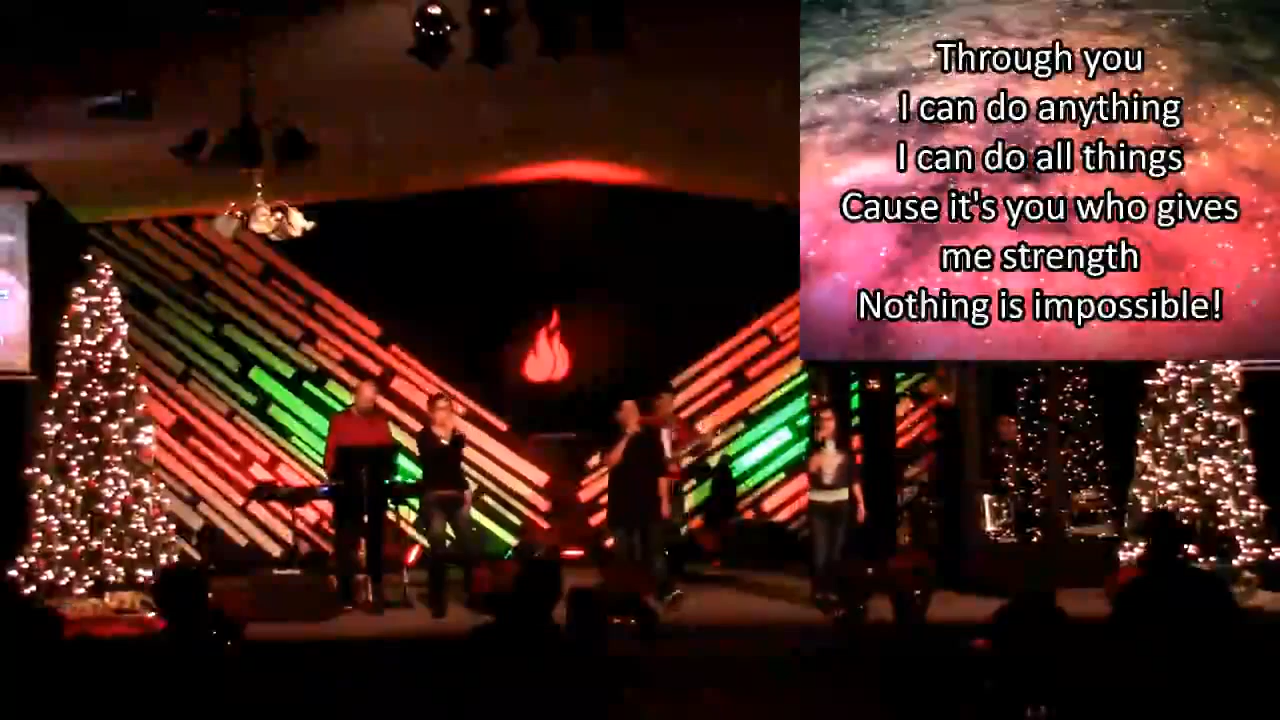 Through you
I can do anything
I can do all things
Cause it's you who gives
me strength
Nothing is impossible!